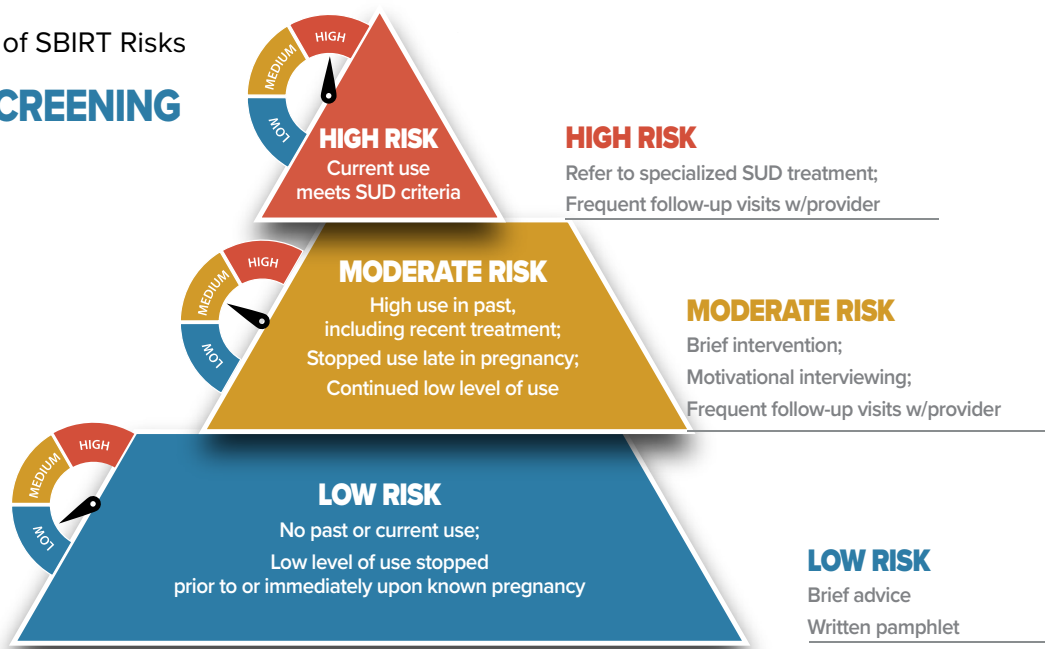 of SBIRT Risks
CREENING
HIGH
MEDIUM
LOW
HIGH RISK
Current use
meets SUD criteria
HIGH RISK
Refer to specialized SUD treatment;
Frequent follow-up visits w/provider
HIGH
MEDIUM
LOW
MODERATE RISK
High use in past,
including recent treatment;
Stopped use late in pregnancy;
Continued low level of use
MODERATE RISK
Brief intervention;
Motivational interviewing;
Frequent follow-up visits w/provider
HIGH
MEDIUM
LOW
LOW RISK
No past or current use;
Low level of use stopped
prior to or immediately upon known pregnancy
LOW RISK
Brief advice
Written pamphlet